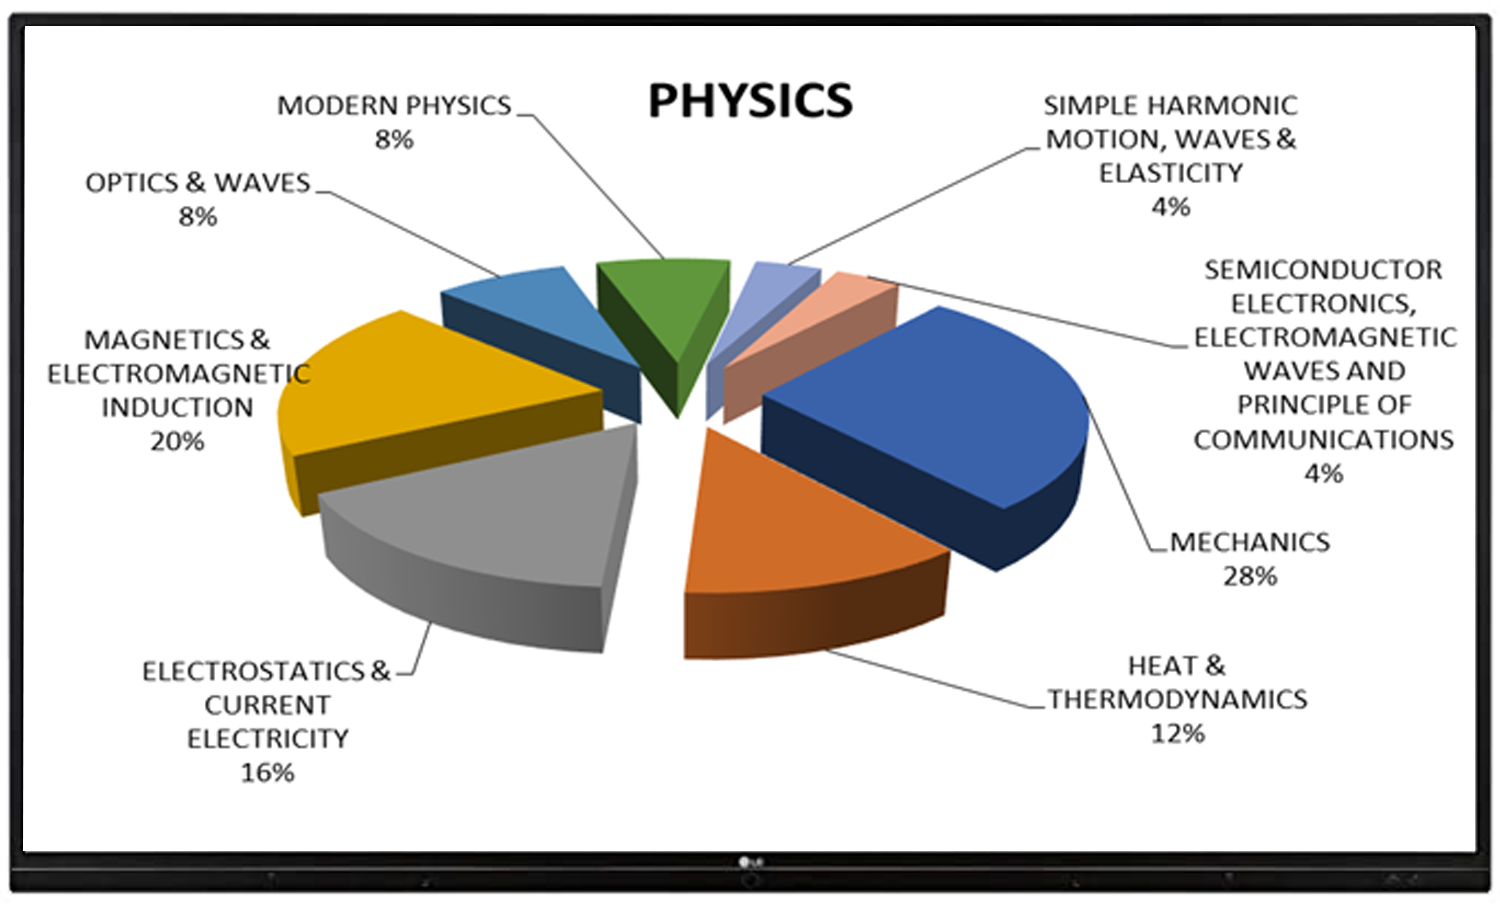 PHYSICS
MODERN PHYSICS
8%
OPTICS & WAVES
8%
MAGNETICS &
ELECTROMAGNETIC
INDUCTION
20%
ELECTROSTATICS &
CURRENT
ELECTRICITY
16%
SIMPLE HARMONIC
MOTION, WAVES &
ELASTICITY
4%
SEMICONDUCTOR
ELECTRONICS,
ELECTROMAGNETIC
WAVES AND
PRINCIPLE OF
COMMUNICATIONS
4%
MECHANICS
28%
HEAT &
THERMODYNAMICS
12%
LG